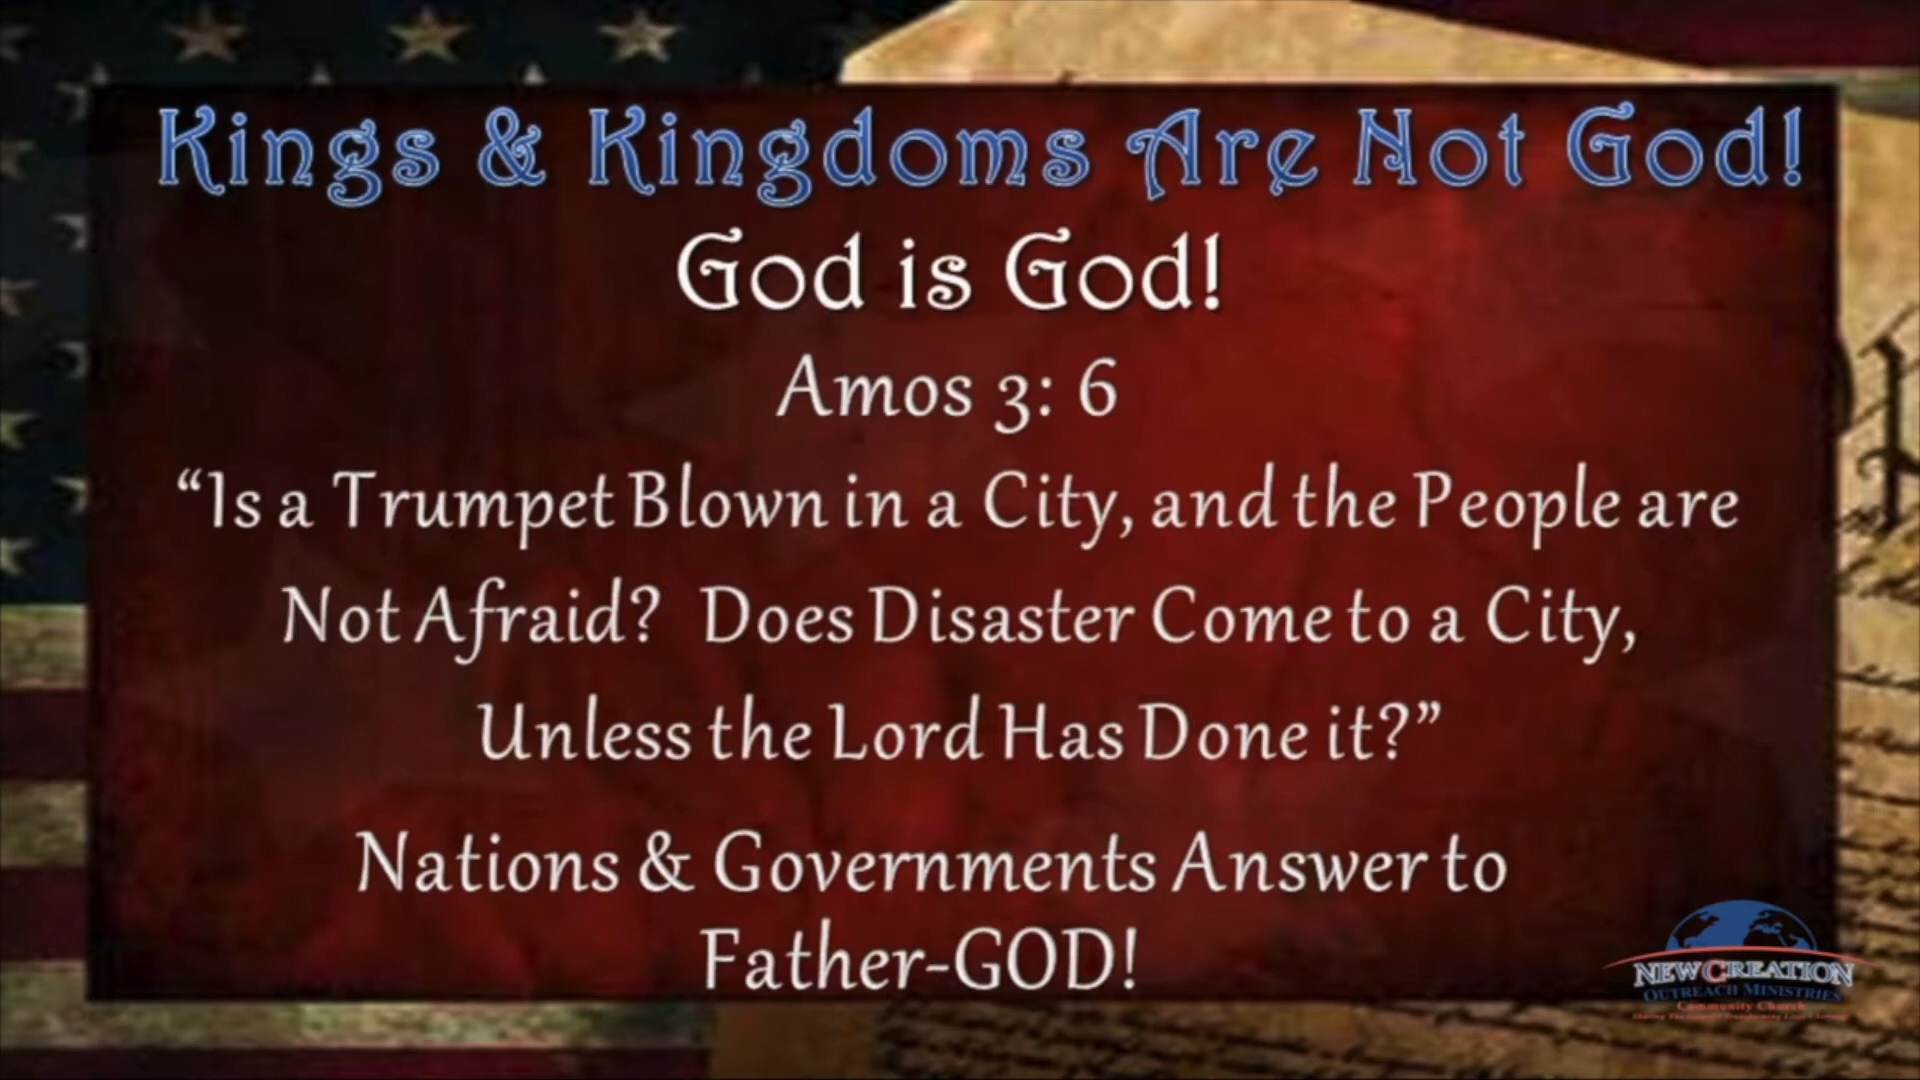 Kings & Kingdoms Are Not God!
God is God!
Amos 3: 6
“Is a Trumpet Blown in a City, and the People are
Not Afraid? Does Disaster Come to a City,
Unless the Lord Has Done it?”
Nations & Governments Answer to
Father-GOD!
NEW CREATION
OUTREACH MINISTRIES
Community Church